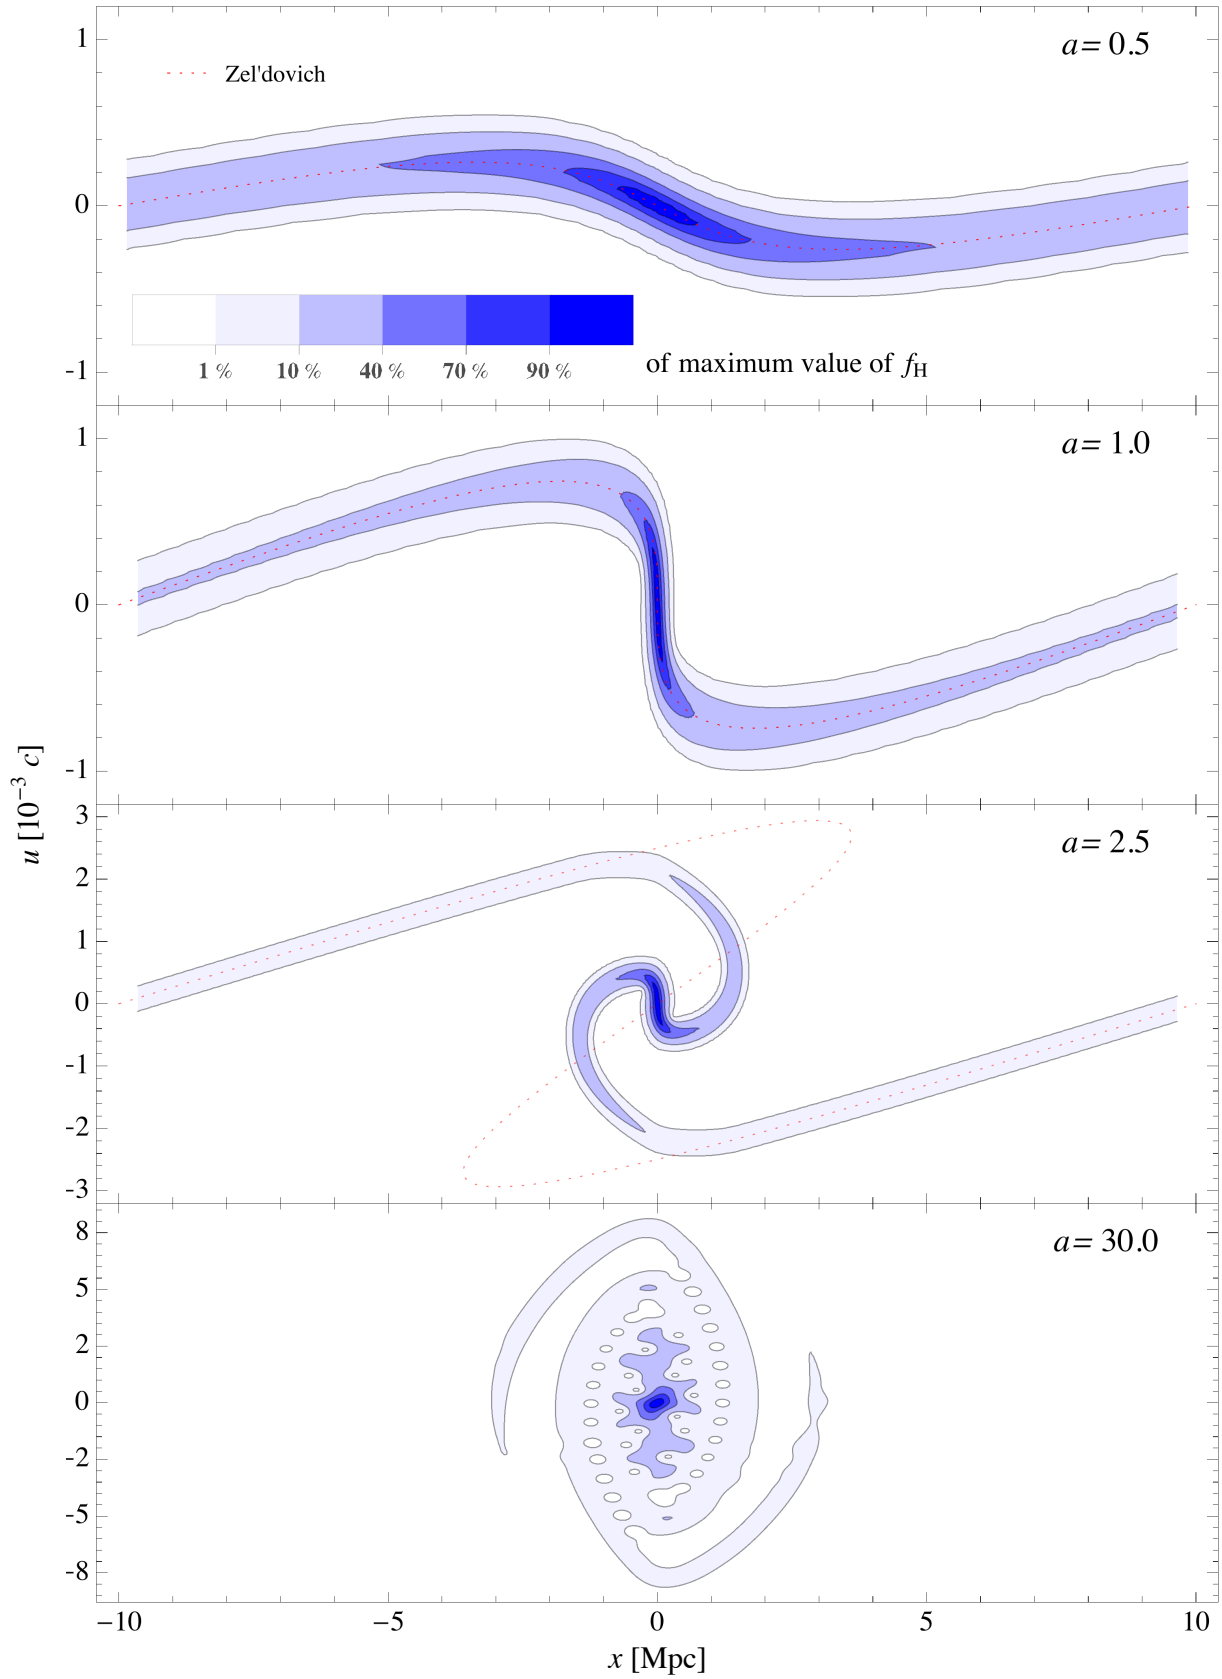 a= 0.5
1
Zel'dovich
0
1 % 10 % 40 % 70 % 90 %
of maximum value of fH
-1
a= 1.0
1
0
-1
u [10⁻³ c]
a= 2.5
3
2
1
0
-1
-2
-3
a= 30.0
8
5
2
0
-2
-5
-8
−10 −5 0 5 10
x [Mpc]